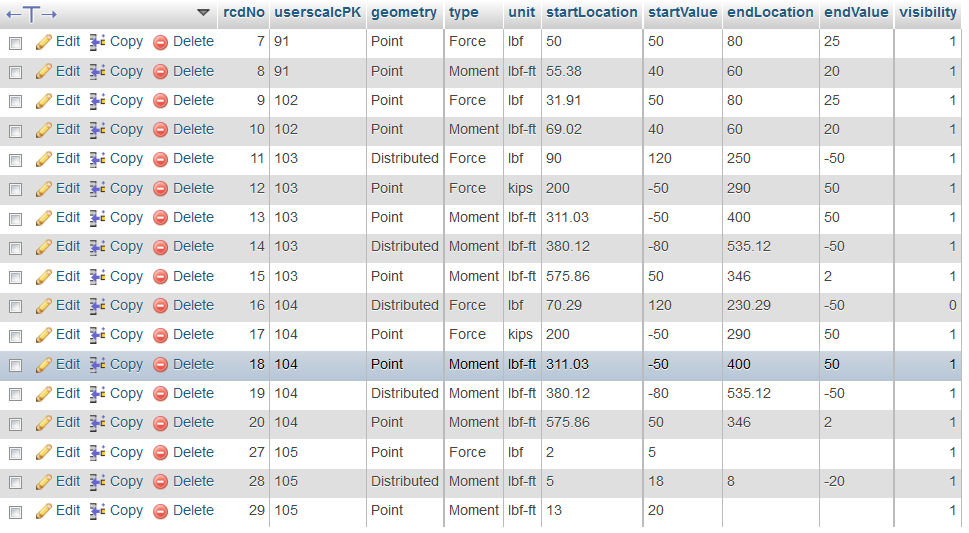 rcdNo userscalcPK geometry type unit startLocation startValue endLocation endValue visibility
Edit Copy Delete 7 91 Point Force lbf 50 50 80 25 1
Edit Copy Delete 8 91 Point Moment lbf-ft 55.38 40 60 20 1
Edit Copy Delete 9 102 Point Force lbf 31.91 50 80 25 1
Edit Copy Delete 10 102 Point Moment lbf-ft 69.02 40 60 20 1
Edit Copy Delete 11 103 Distributed Force lbf 90 120 250 -50 1
Edit Copy Delete 12 103 Point Force kips 200 -50 290 50 1
Edit Copy Delete 13 103 Point Moment lbf-ft 311.03 -50 400 50 1
Edit Copy Delete 14 103 Distributed Moment lbf-ft 380.12 -80 535.12 -50 1
Edit Copy Delete 15 103 Point Moment lbf-ft 575.86 50 346 2 1
Edit Copy Delete 16 104 Distributed Force lbf 70.29 120 230.29 -50 0
Edit Copy Delete 17 104 Point Force kips 200 -50 290 50 1
Edit Copy Delete 18 104 Point Moment lbf-ft 311.03 -50 400 50 1
Edit Copy Delete 19 104 Distributed Moment lbf-ft 380.12 -80 535.12 -50 1
Edit Copy Delete 20 104 Point Moment lbf-ft 575.86 50 346 2 1
Edit Copy Delete 27 105 Point Force lbf 2 5 1
Edit Copy Delete 28 105 Distributed Moment lbf-ft 5 18 8 -20 1
Edit Copy Delete 29 105 Point Moment lbf-ft 13 20 1